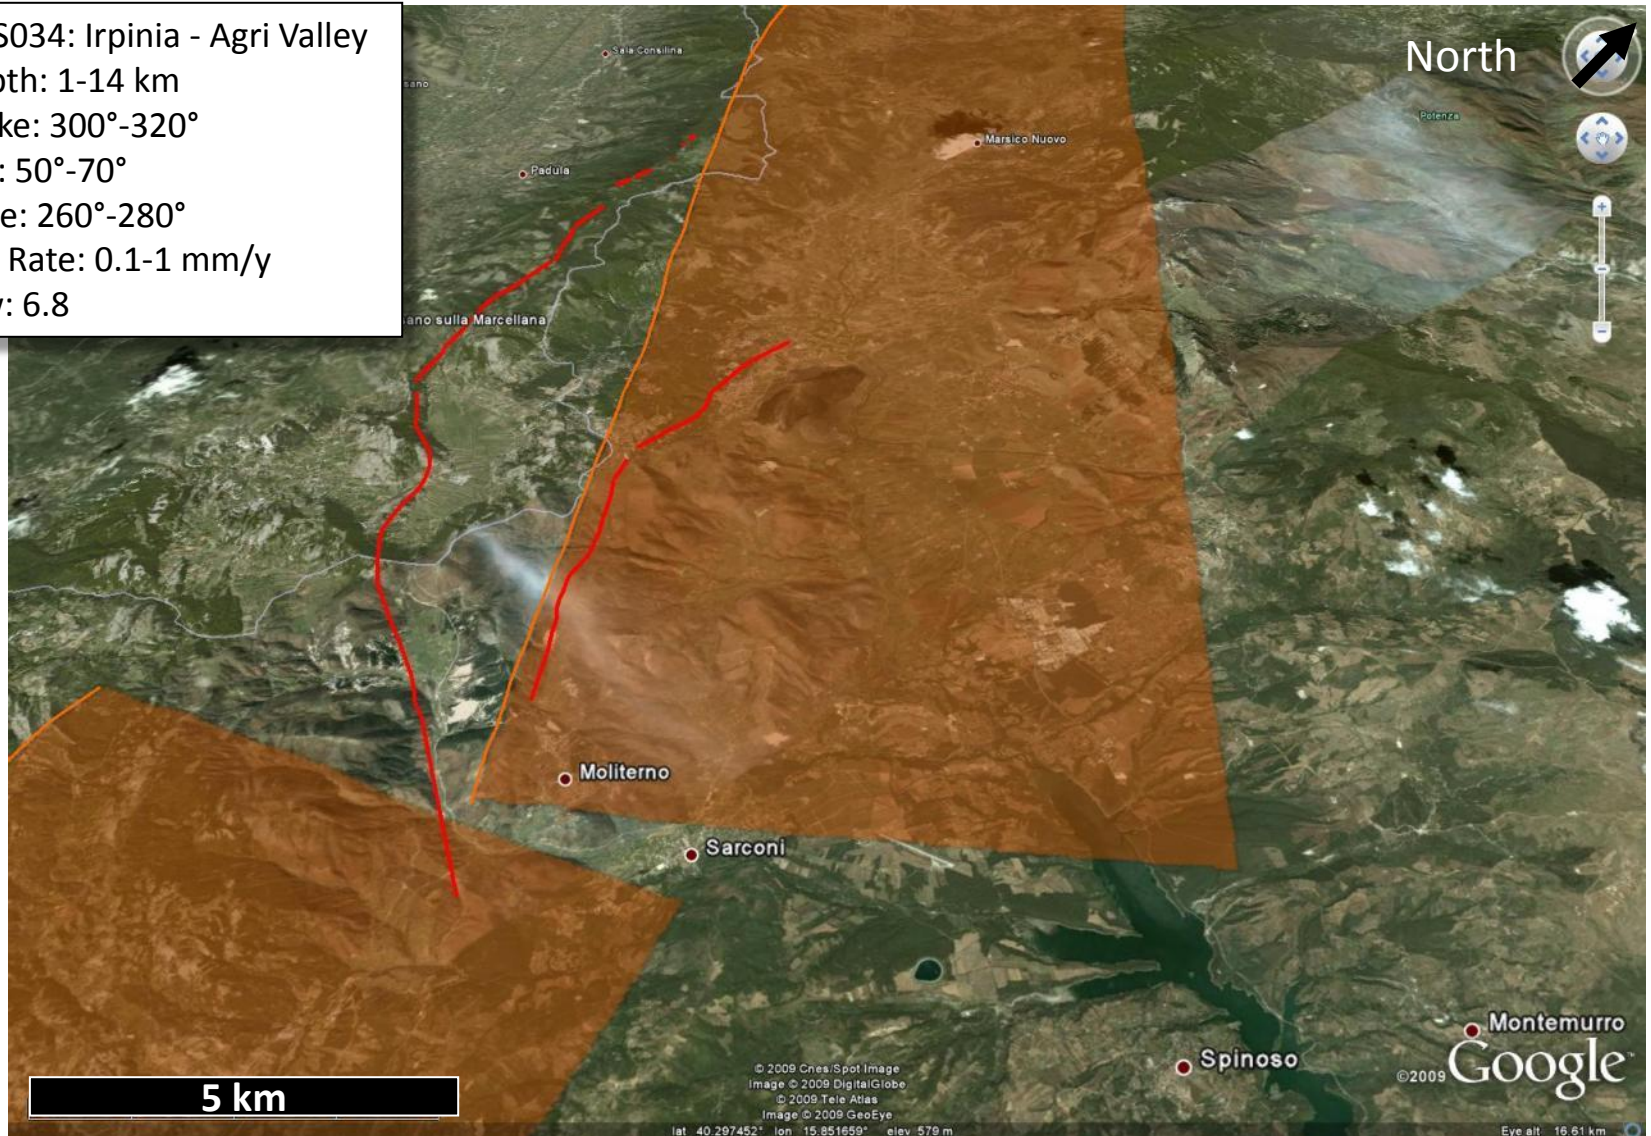 S034: Irpinia - Agri Valley
pth: 1-14 km
ke: 300°-320°
: 50°-70°
e: 260°-280°
Rate: 0.1-1 mm/y
: 6.8
North
Sala Consilina
sano
Potenza
Marsico Nuovo
Padula
ano sulla Marcellana
Moliterno
Sarconi
Montemurro
Spinoso
©2009 Google
5 km
© 2009 Cnes/Spot Image
Image © 2009 DigitalGlobe
© 2009 Tele Atlas
Image © 2009 GeoEye
lat 40.297452° lon 15.851659° elev 579 m
Eye alt 16.61 km